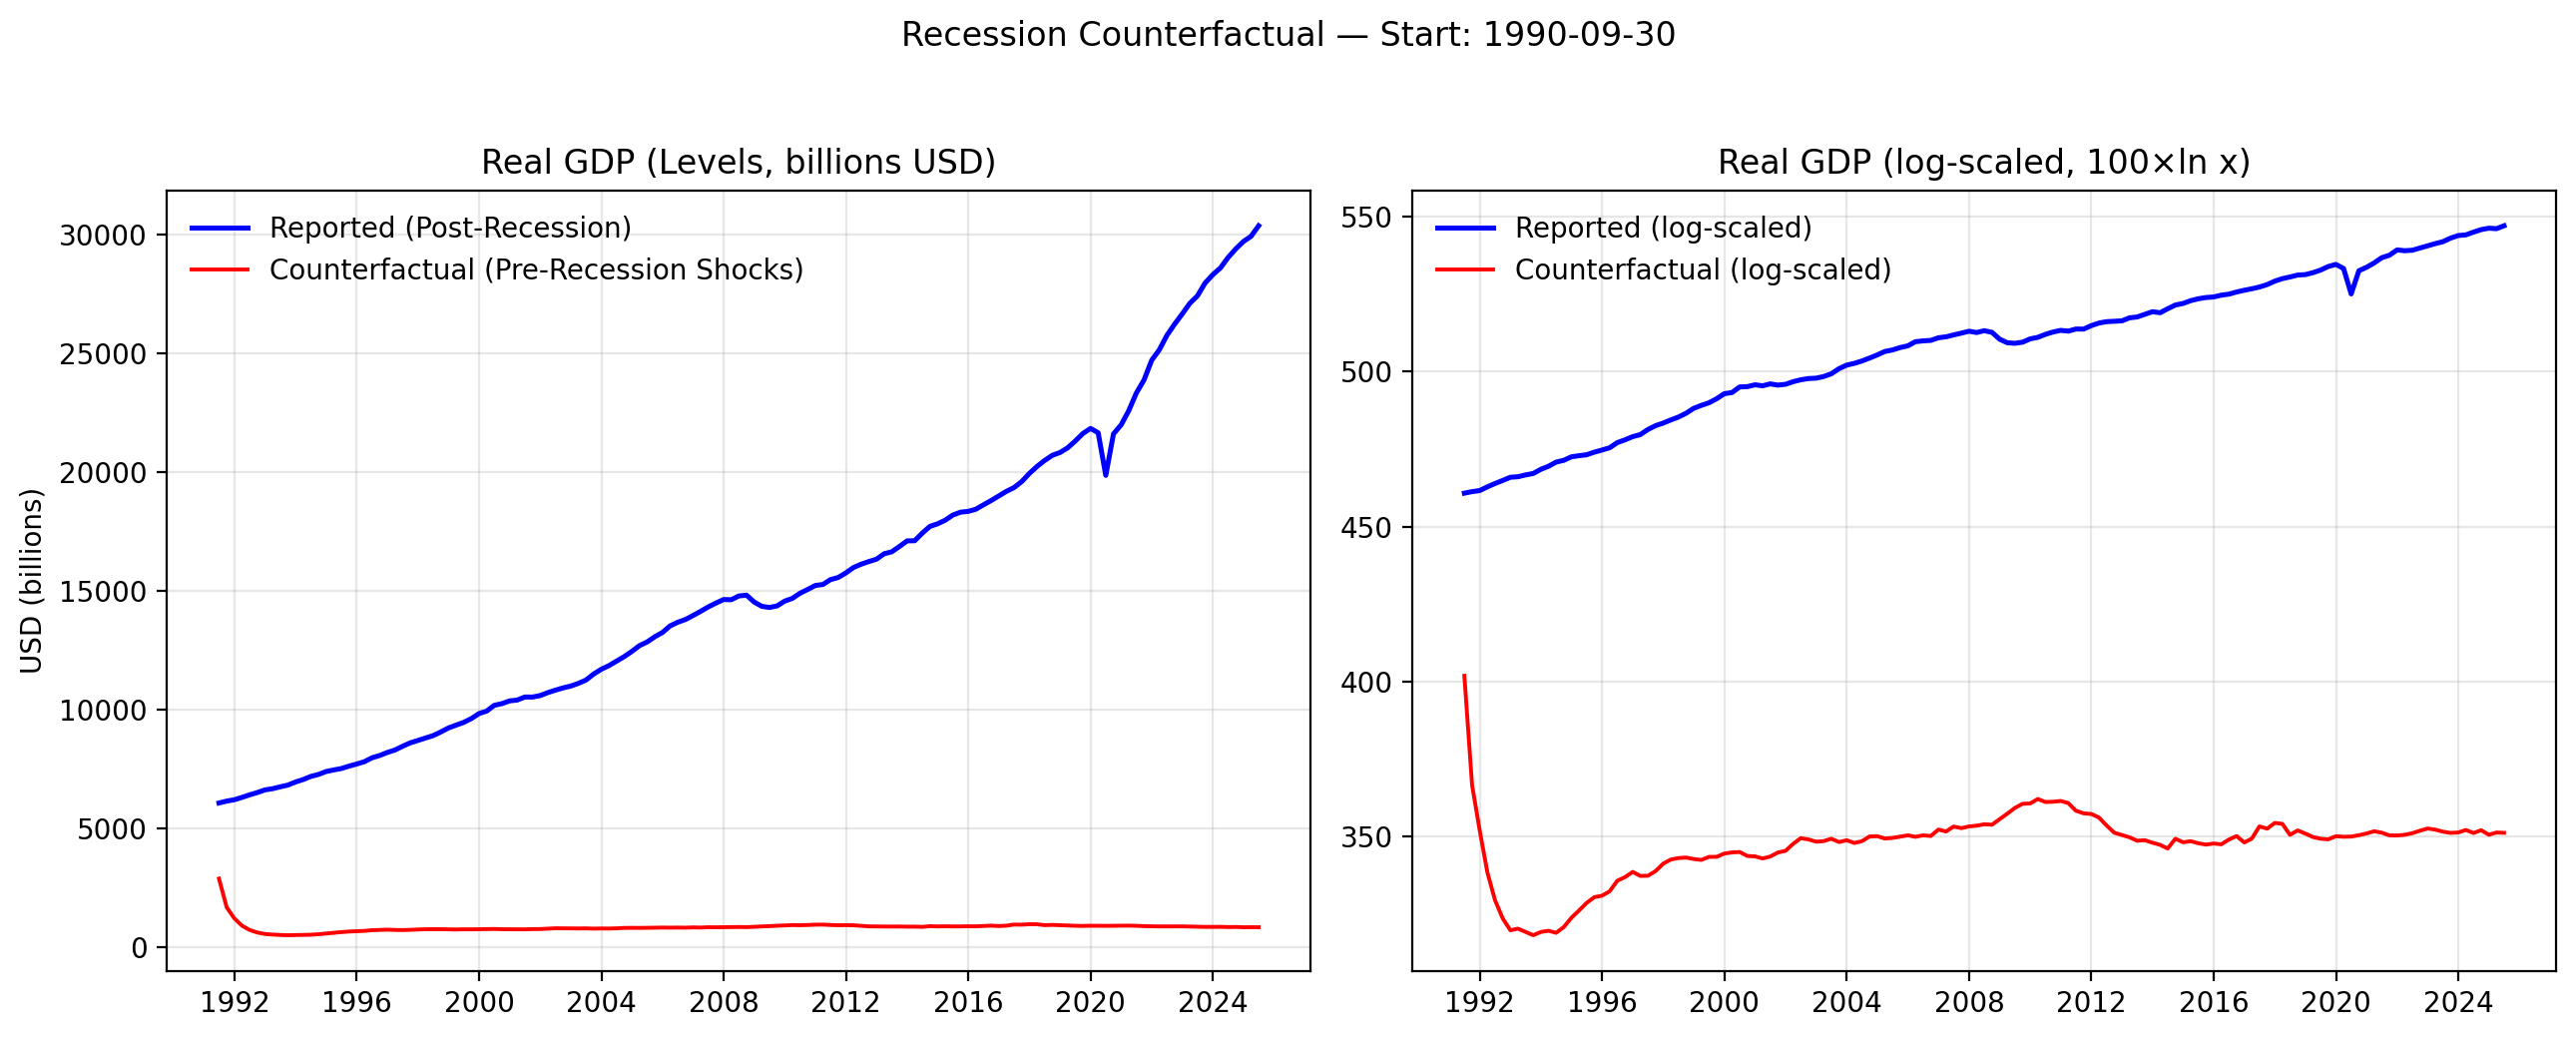 Recession Counterfactual — Start: 1990-09-30
Real GDP (Levels, billions USD)
Reported (Post-Recession)
Counterfactual (Pre-Recession Shocks)
USD (billions)
30000
25000
20000
15000
10000
5000
0
1992 1996 2000 2004 2008 2012 2016 2020 2024
Real GDP (log-scaled, 100×ln x)
Reported (log-scaled)
Counterfactual (log-scaled)
550
500
450
400
350
1992 1996 2000 2004 2008 2012 2016 2020 2024